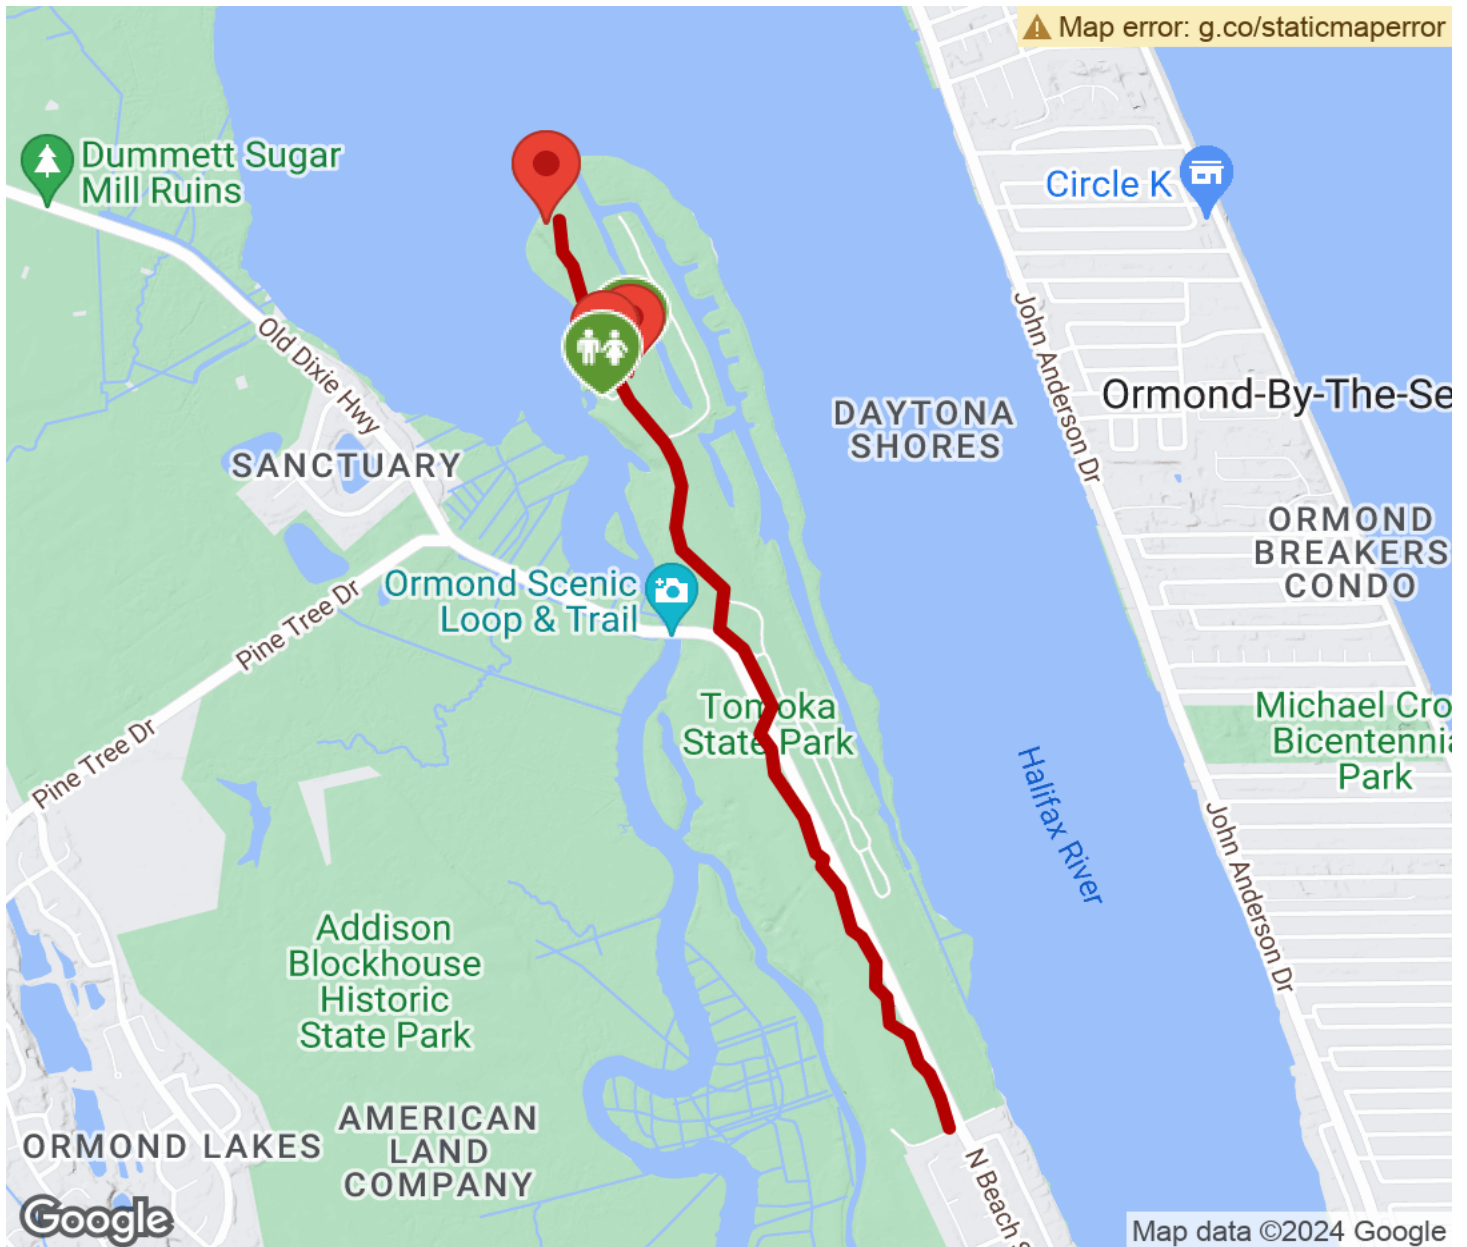 Map error: g.co/staticmaperror
Dummett Sugar
Mill Ruins
Circle K
Old Dixie Hwy
John Anderson Dr
Ormond-By-The-Se
DAYTONA
SHORES
SANCTUARY
ORMOND
BREAKERS
CONDO
Ormond Scenic
Loop & Trail
Pine Tree Dr
Tomoka
State Park
Michael Cro
Bicentennia
Park
Pine Tree Dr
Halifax River
John Anderson Dr
Addison
Blockhouse
Historic
State Park
AMERICAN
LAND
COMPANY
ORMOND LAKES
N Beach S
Google
Map data ©2024 Google